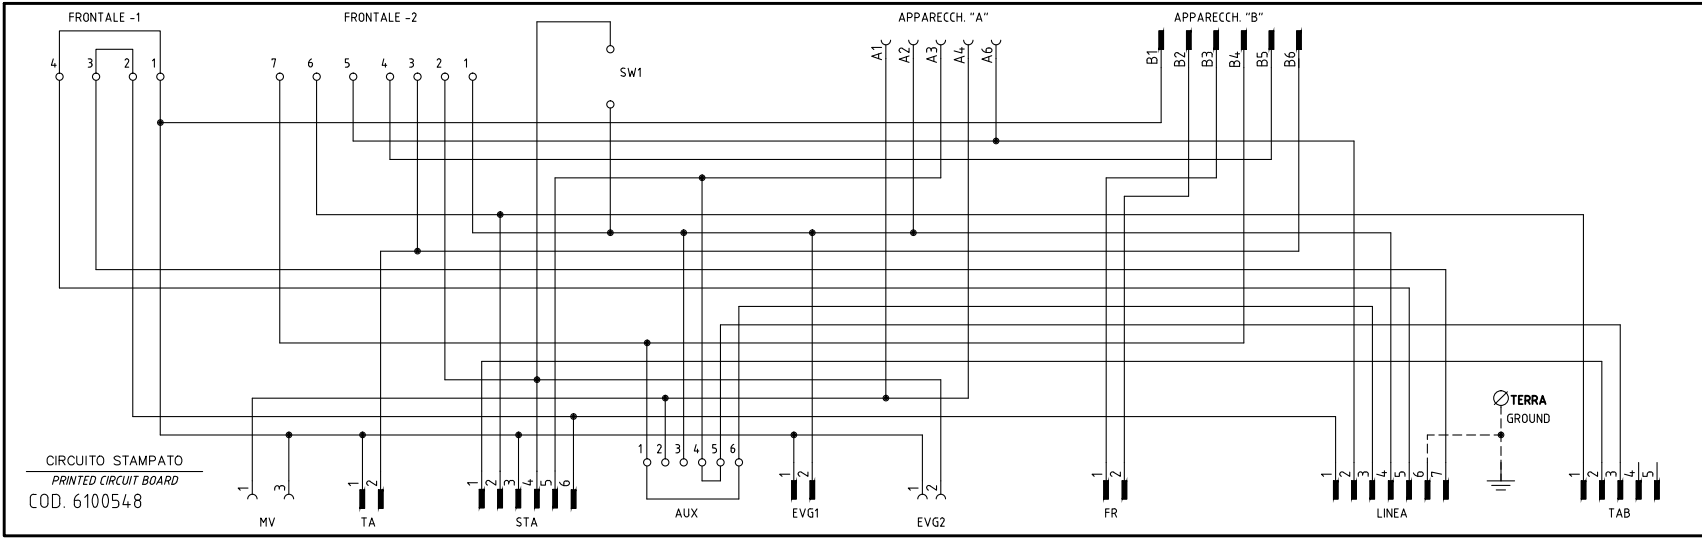 FRONTALE -1
FRONTALE -2
APPARECCH. "A"
APPARECCH. "B"
4 3 2 1
7 6 5 4 3 2 1
SW1
A1 A2 A3 A4 A6
B1 B2 B3 B4 B5 B6
TERRA
GROUND
CIRCUITO STAMPATO
PRINTED CIRCUIT BOARD
COD. 6100548
1 3
1 2
1 2 3 4 5 6
1 2 3 4 5 6
1 2
1 2
1 2
1 2 3 4 5 6 7
1 2 3 4 5
MV
TA
STA
AUX
EVG1
EVG2
FR
LINEA
TAB